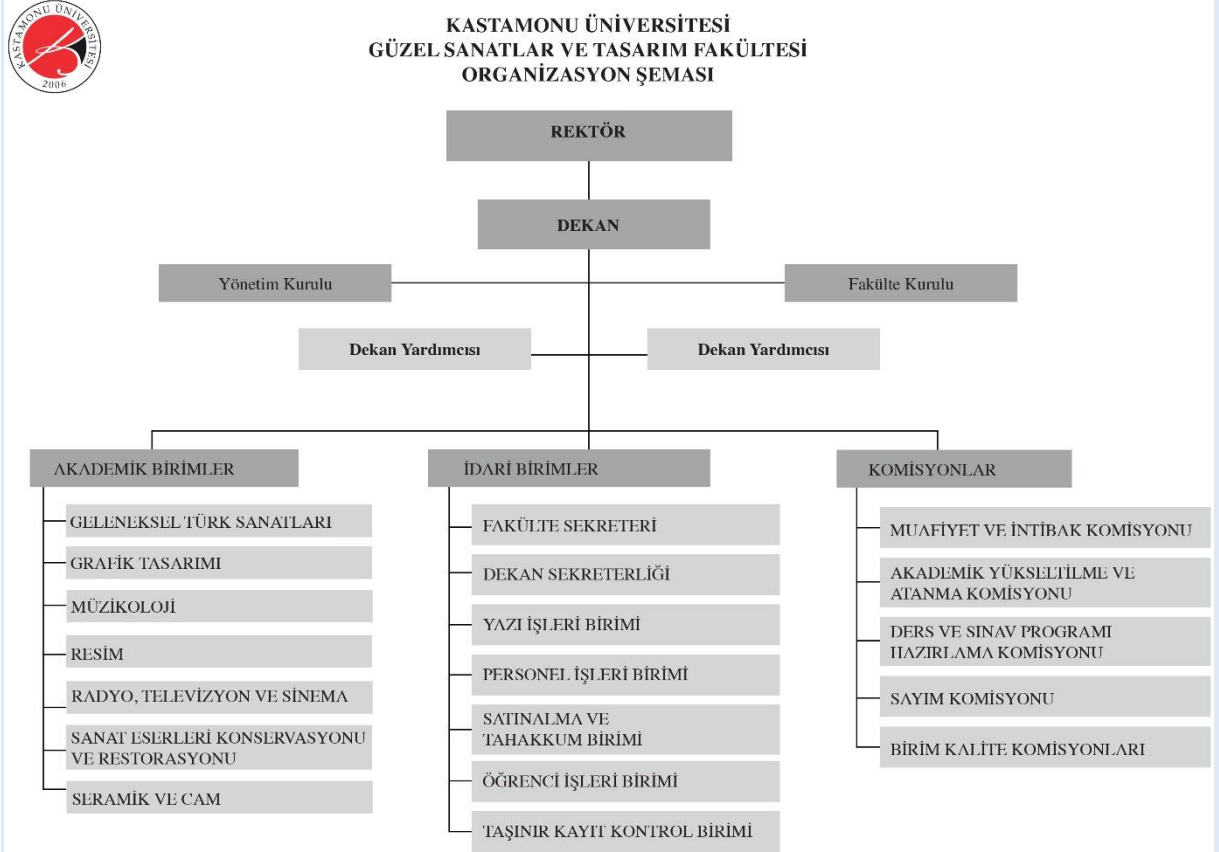 KASTAMONU ÜNİVERSİTESİ
2006
KASTAMONU ÜNİVERSİTESİ
GÜZEL SANATLAR VE TASARIM FAKÜLTESİ
ORGANİZASYON ŞEMASI
REKTÖR
DEKAN
Yönetim Kurulu
Fakülte Kurulu
Dekan Yardımcısı
Dekan Yardımcısı
AKADEMİK BİRİMLER
GELENEKSEL TÜRK SANATLARI
GRAFİK TASARIMI
MÜZİKOLOJİ
RESİM
RADYO, TELEVİZYON VE SİNEMA
SANAT ESERLERİ KONSERVASYONU
VE RESTORASYONU
SERAMİK VE CAM
İDARİ BİRİMLER
FAKÜLTE SEKRETERİ
DEKAN SEKRETERLİĞİ
YAZI İŞLERİ BİRİMİ
PERSONEL İŞLERİ BİRİMİ
SATINALMA VE
TAHAKKUM BİRİMİ
ÖĞRENCİ İŞLERİ BİRİMİ
TAŞINIR KAYIT KONTROL BİRİMİ
KOMİSYONLAR
MUAFİYET VE İNTİBAK KOMİSYONU
AKADEMİK YÜKSELTİLME VE
ATANMA KOMİSYONU
DERS VE SINAV PROGRAMI
HAZIRLAMA KOMİSYONU
SAYIM KOMİSYONU
BİRİM KALİTE KOMİSYONLARI